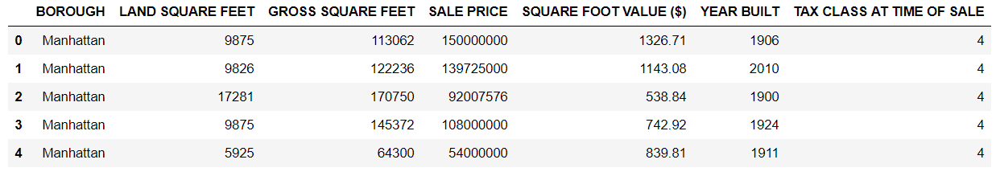 BOROUGH LAND SQUARE FEET GROSS SQUARE FEET SALE PRICE SQUARE FOOT VALUE ($) YEAR BUILT TAX CLASS AT TIME OF SALE
0 Manhattan 9875 113062 150000000 1326.71 1906 4
1 Manhattan 9826 122236 139725000 1143.08 2010 4
2 Manhattan 17281 170750 92007576 538.84 1900 4
3 Manhattan 9875 145372 108000000 742.92 1924 4
4 Manhattan 5925 64300 54000000 839.81 1911 4